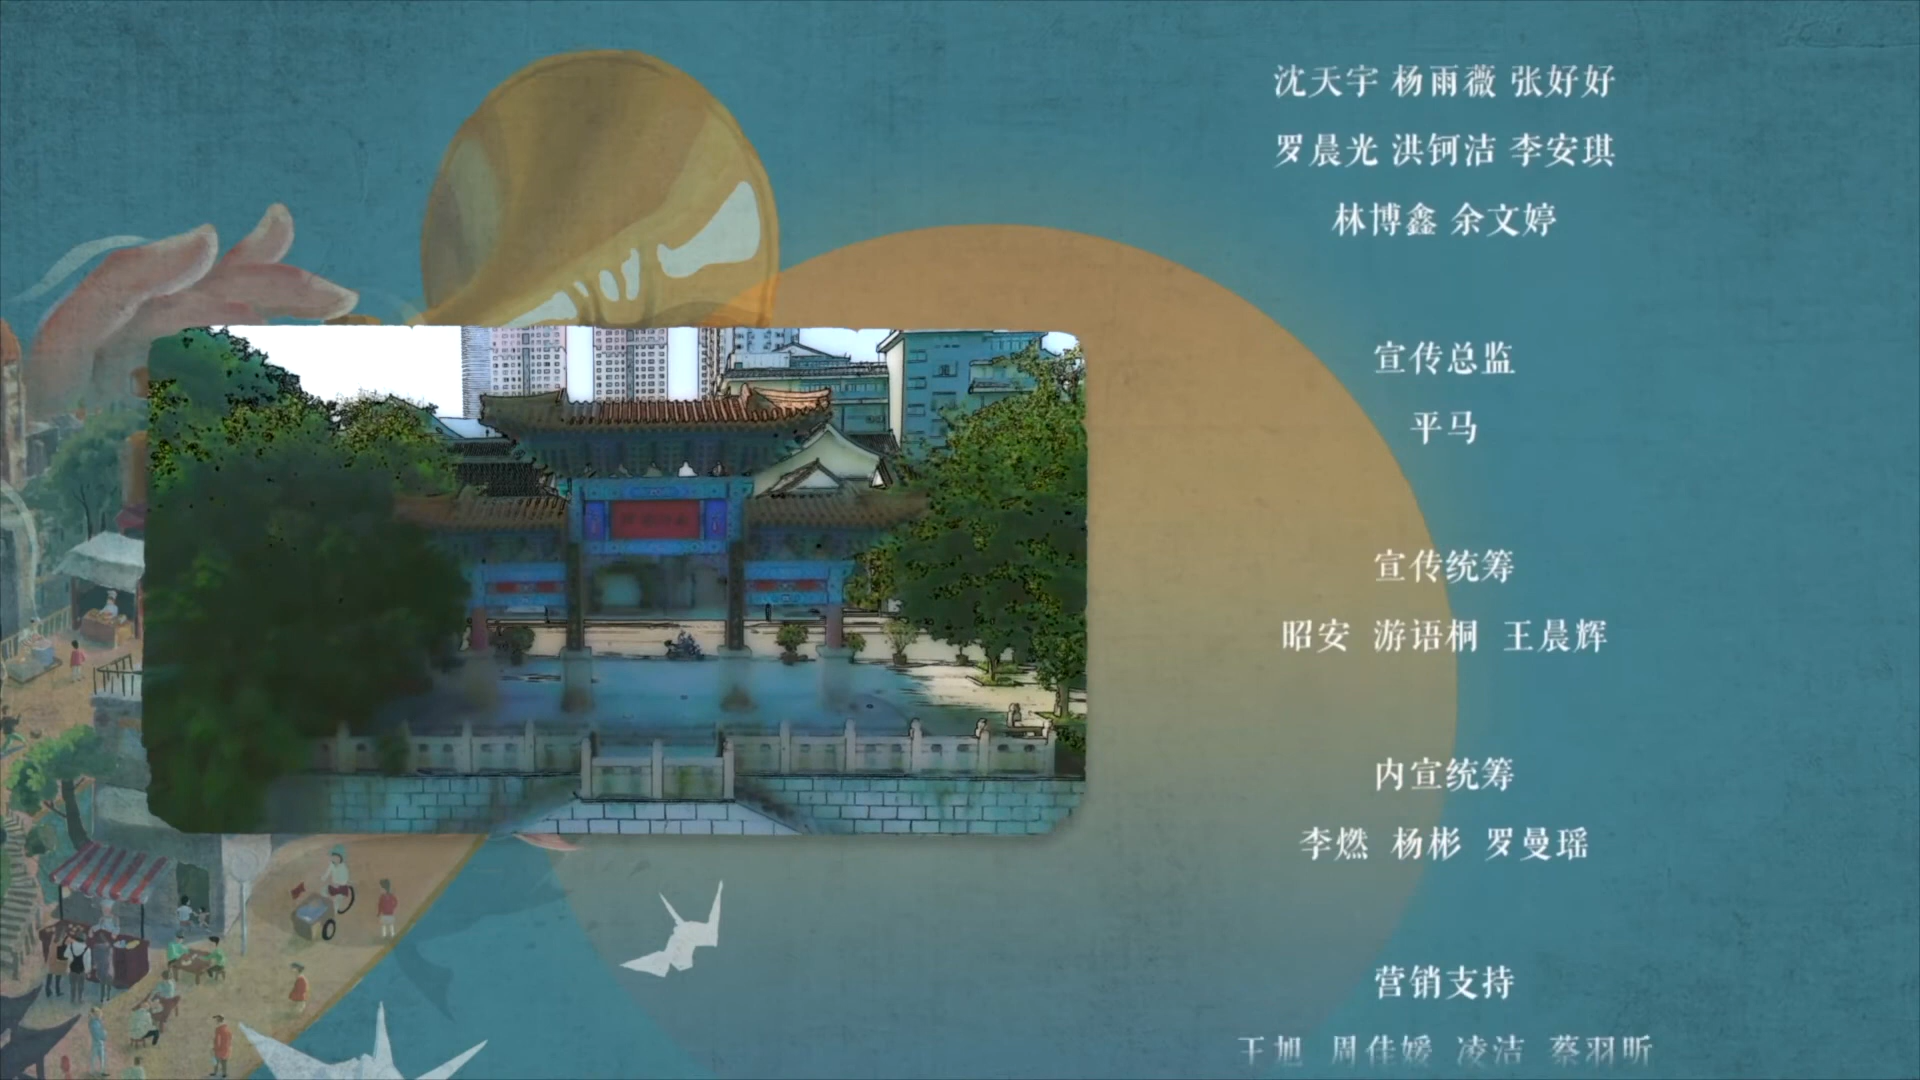 沈天宇 杨雨薇 张好好
罗晨光 洪钶洁 李安琪
林博鑫 余文婷
宣传总监
平马
宣传统筹
昭安 游语桐 王晨辉
内宣统筹
李燃 杨彬 罗曼瑶
营销支持
王旭 周佳媛 凌洁 蔡羽昕